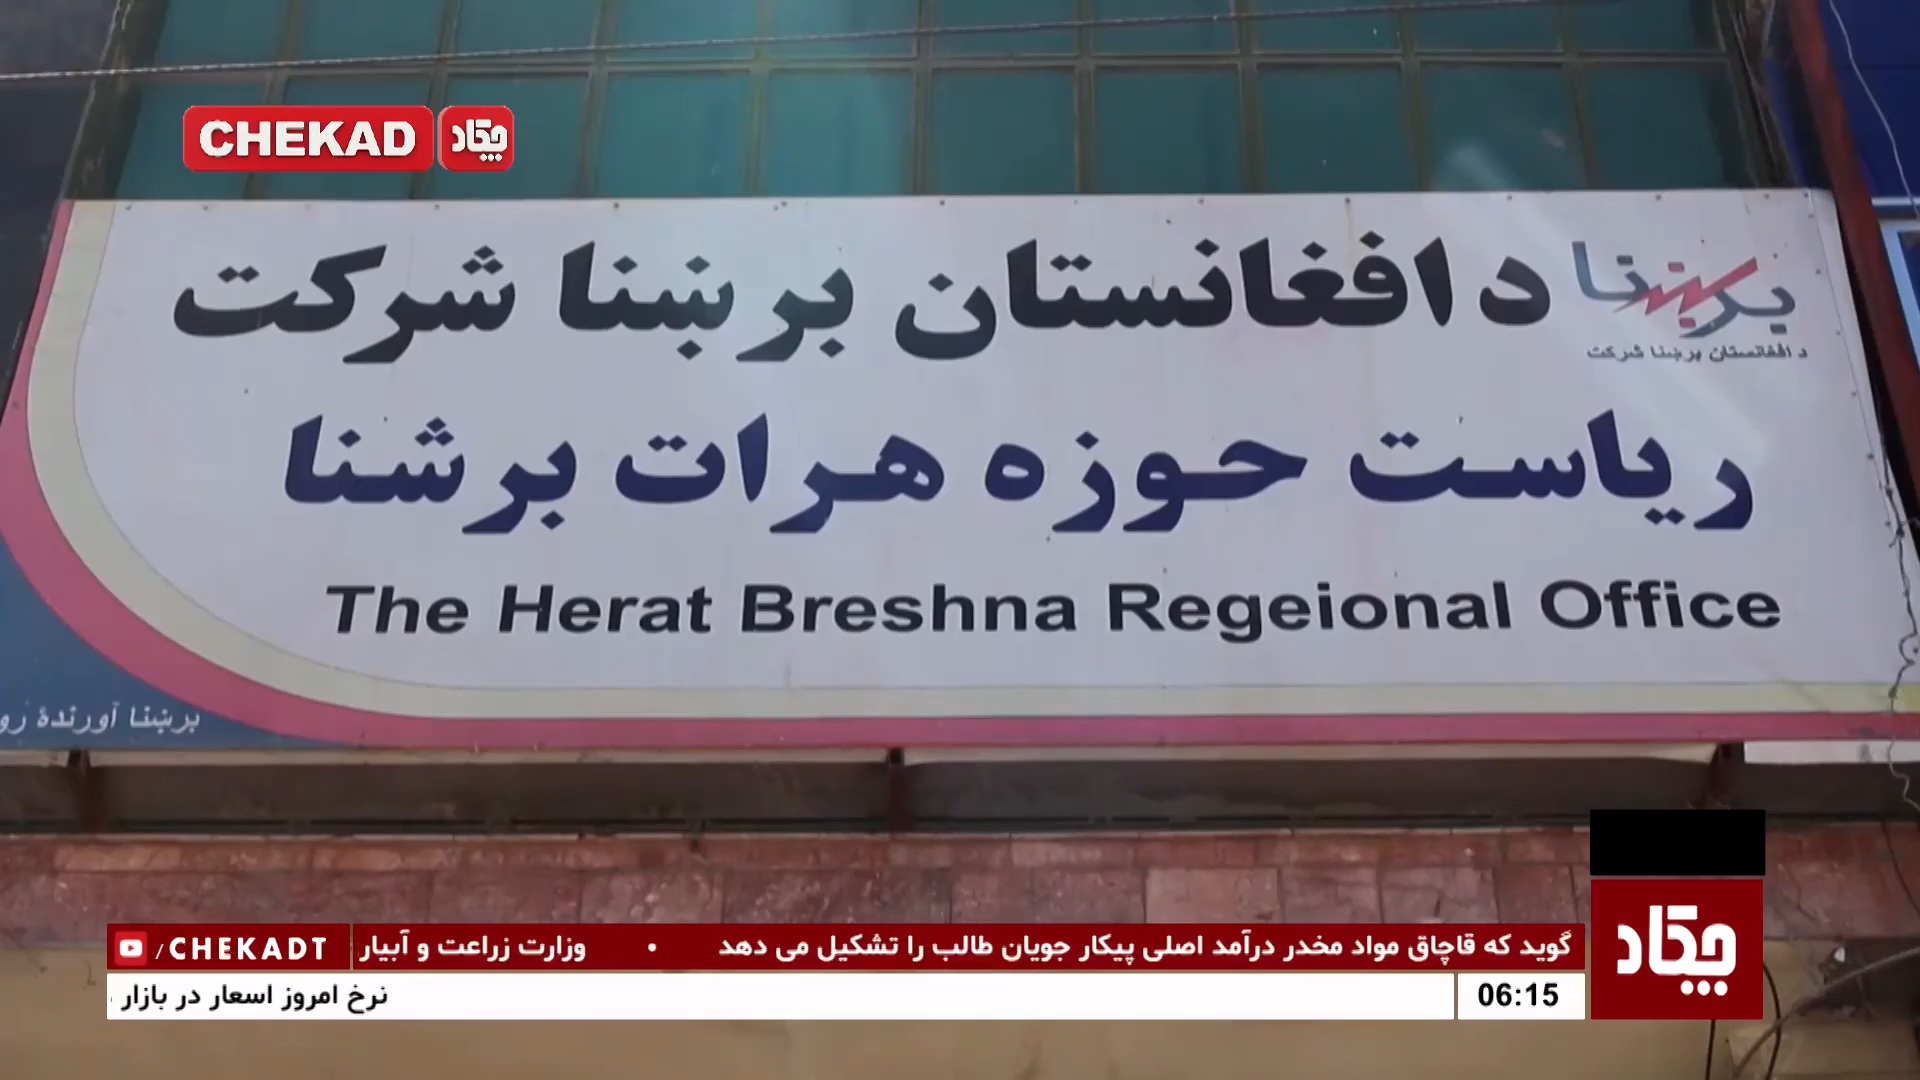 CHEKAD چکاد
د افغانستان برښنا شرکت
برښنا
د افغانستان برښنا شرکت
ریاست حوزه هرات برشنا
The Herat Breshna Regeional Office
برښنا آورندۀ رو
چکاد
گوید که قاچاق مواد مخدر درآمد اصلی پیکار جویان طالب را تشکیل می دهد • وزارت زراعت و آبیار
/CHEKADT
06:15
نرخ امروز اسعار در بازار